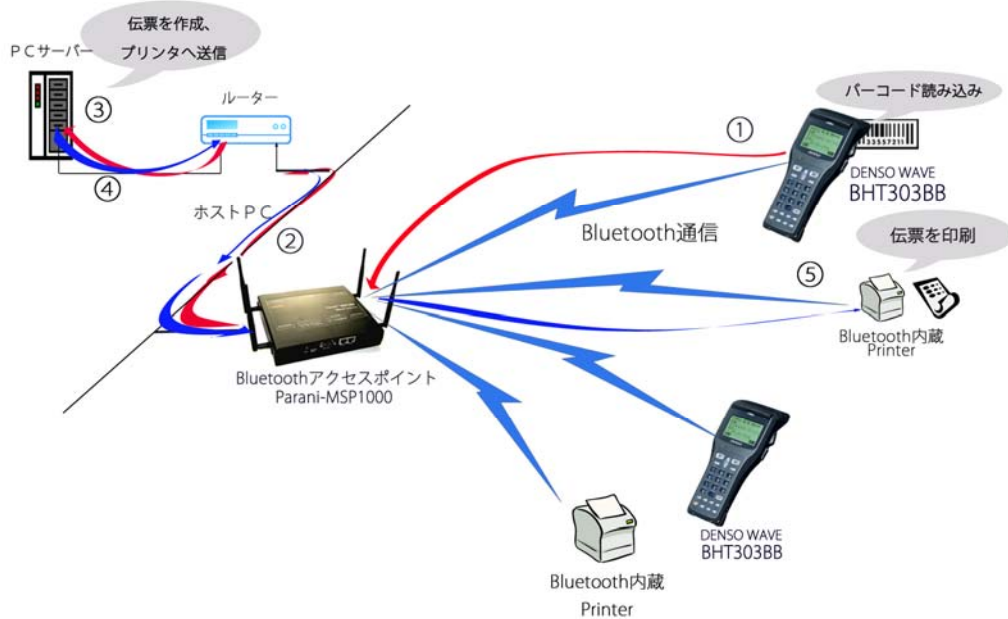 伝票を作成、
プリンタへ送信
PCサーバー
③
ルーター
④
ホストPC
②
①
バーコード読み込み
33557211
DENSO WAVE
BHT303BB
Bluetooth通信
伝票を印刷
⑤
Bluetooth内蔵
Printer
Bluetoothアクセスポイント
Parani-MSP1000
DENSO WAVE
BHT303BB
Bluetooth内蔵
Printer